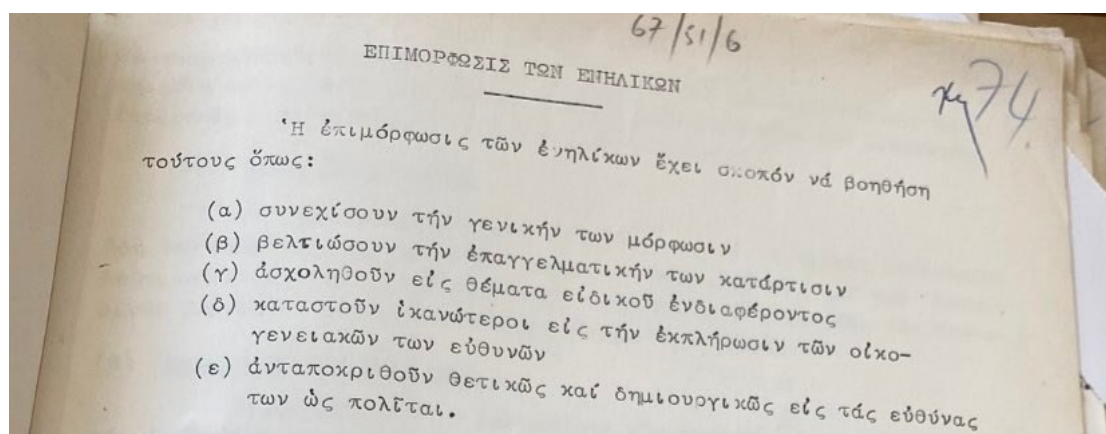 67/51/6
ΕΠΙΜΟΡΦΩΣΙΣ ΤΩΝ ΕΝΗΛΙΚΩΝ
74
Ἡ ἐπιμόρφωσις τῶν ἐνηλίκων ἔχει σκοπόν νά βοηθήση
τούτους ὅπως:
(α) συνεχίσουν τήν γενικήν των μόρφωσιν
(β) βελτιώσουν τήν ἐπαγγελματικήν των κατάρτισιν
(γ) ἀσχοληθοῦν εἰς θέματα εἰδικοῦ ἐνδιαφέροντος
(δ) καταστοῦν ἱκανώτεροι εἰς τήν ἐκπλήρωσιν τῶν οἰκο-
γενειακῶν των εὐθυνῶν
(ε) ἀνταποκριθοῦν θετικῶς καί δημιουργικῶς εἰς τάς εὐθύνας
των ὡς πολῖται.